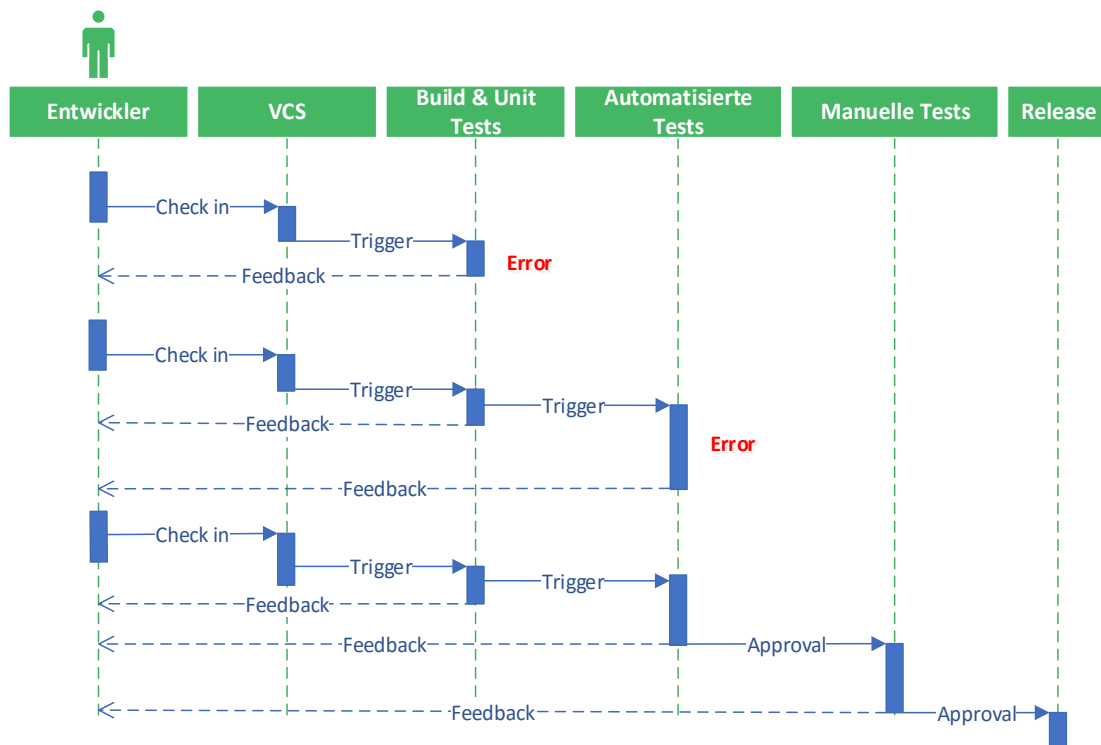 Entwickler
VCS
Build & Unit
Tests
Automatisierte
Tests
Manuelle Tests
Release
Check in
Trigger
Error
Feedback
Check in
Trigger
Trigger
Feedback
Error
Feedback
Check in
Trigger
Trigger
Feedback
Feedback
Approval
Feedback
Approval